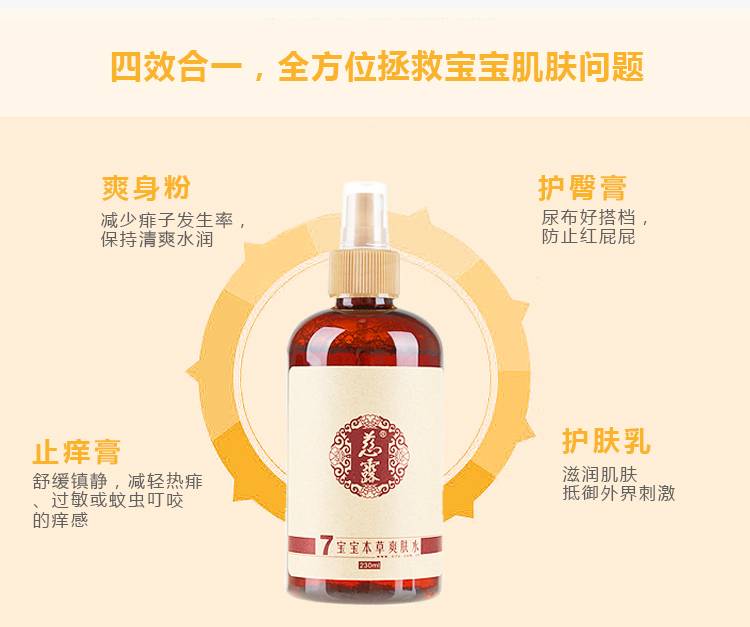 四效合一，全方位拯救宝宝肌肤问题
爽身粉
减少痱子发生率，
保持清爽水润
护臀膏
尿布好搭档，
防止红屁屁
止痒膏
舒缓镇静，减轻热痱
、过敏或蚊虫叮咬
的痒感
护肤乳
滋润肌肤
抵御外界刺激
慈露®
7宝宝本草爽肤水
230ml